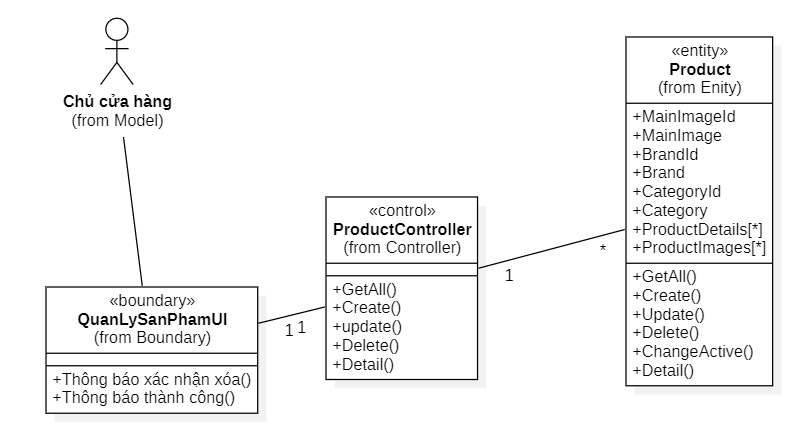 Chủ cửa hàng
(from Model)
«boundary»
QuanLySanPhamUI
(from Boundary)
+Thông báo xác nhận xóa()
+Thông báo thành công()
1
1
«control»
ProductController
(from Controller)
+GetAll()
+Create()
+update()
+Delete()
+Detail()
1
*
«entity»
Product
(from Enity)
+MainImageId
+MainImage
+BrandId
+Brand
+CategoryId
+Category
+ProductDetails[*]
+ProductImages[*]
+GetAll()
+Create()
+Update()
+Delete()
+ChangeActive()
+Detail()